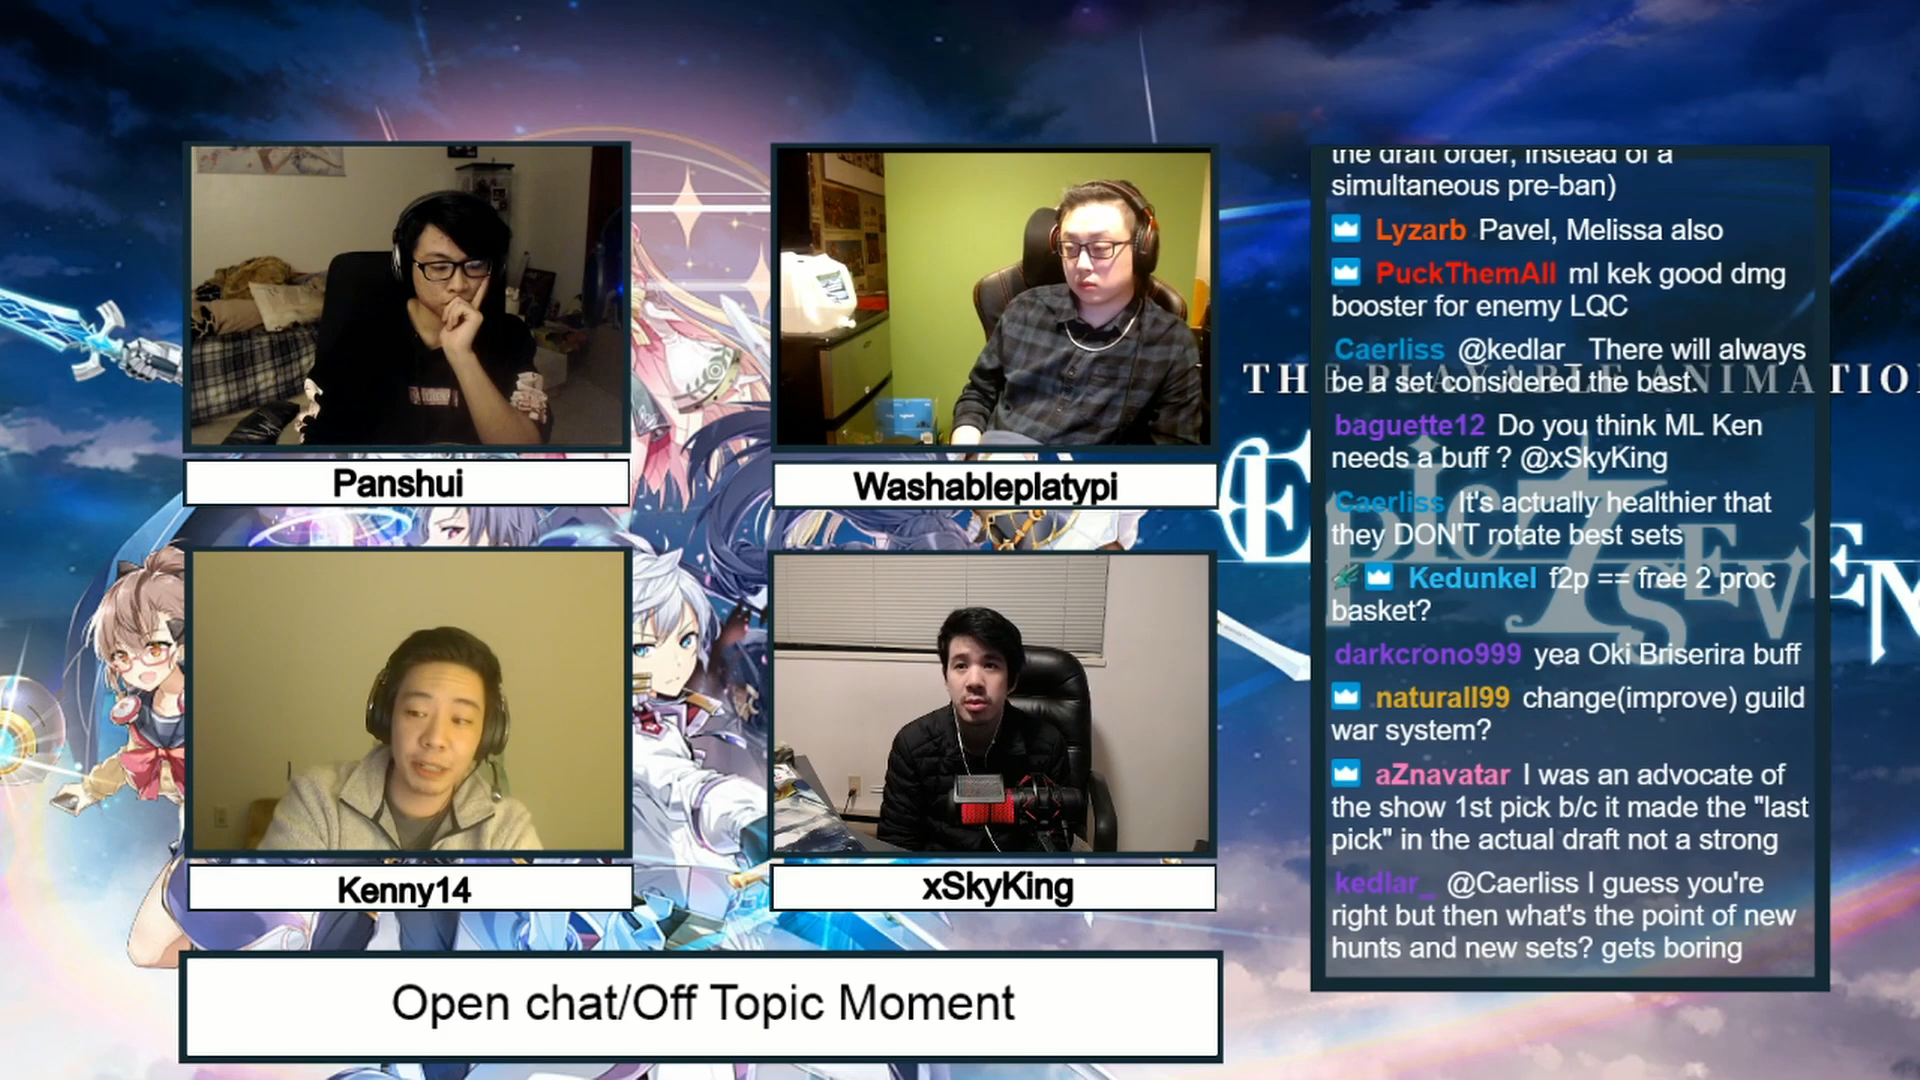 Panshui
Washableplatypi
Kenny14
xSkyKing
Open chat/Off Topic Moment
the draft order, instead of a
simultaneous pre-ban)
Lyzarb Pavel, Melissa also
PuckThemAll ml kek good dmg
booster for enemy LQC
Caerliss @kedlar_ There will always
be a set considered the best.
baguette12 Do you think ML Ken
needs a buff ? @xSkyKing
Caerliss It's actually healthier that
they DON'T rotate best sets
Kedunkel f2p == free 2 proc
basket?
darkcrono999 yea Oki Briserira buff
naturall99 change(improve) guild
war system?
aZnavatar I was an advocate of
the show 1st pick b/c it made the "last
pick" in the actual draft not a strong
kedlar_ @Caerliss I guess you're
right but then what's the point of new
hunts and new sets? gets boring
THE PLAYABLE ANIMATION
EPIC SEVEN